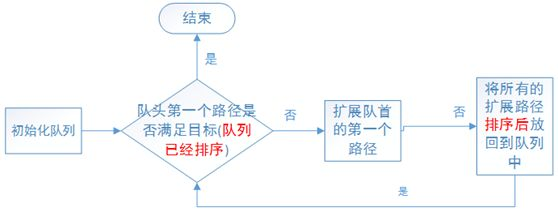 结束
是
队头第一个路径是
否满足目标(队列
已经排序)
初始化队列
否
扩展队首
的第一个
路径
否
将所有的
扩展路径
排序后放
回到队列
中
是